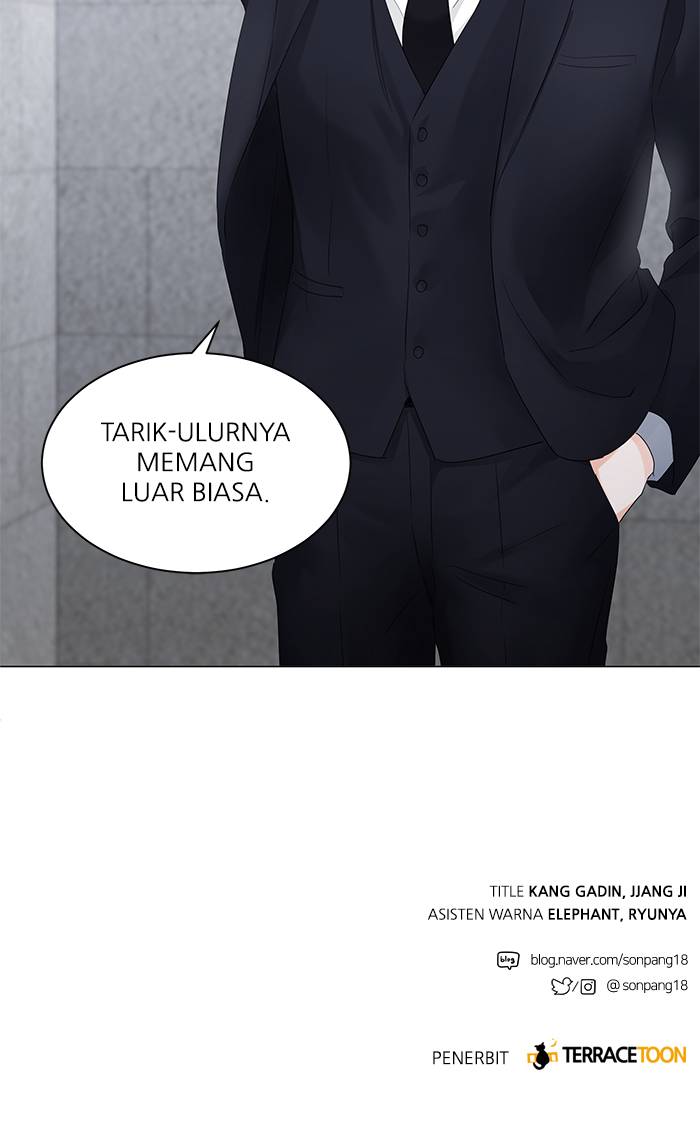 TARIK-ULURNYA
MEMANG
LUAR BIASA.
TITLE KANG GADIN, JJANG JI
ASISTEN WARNA ELEPHANT, RYUNYA
blog blog.naver.com/sonpang18
/ @sonpang18
PENERBIT TERRACETOON